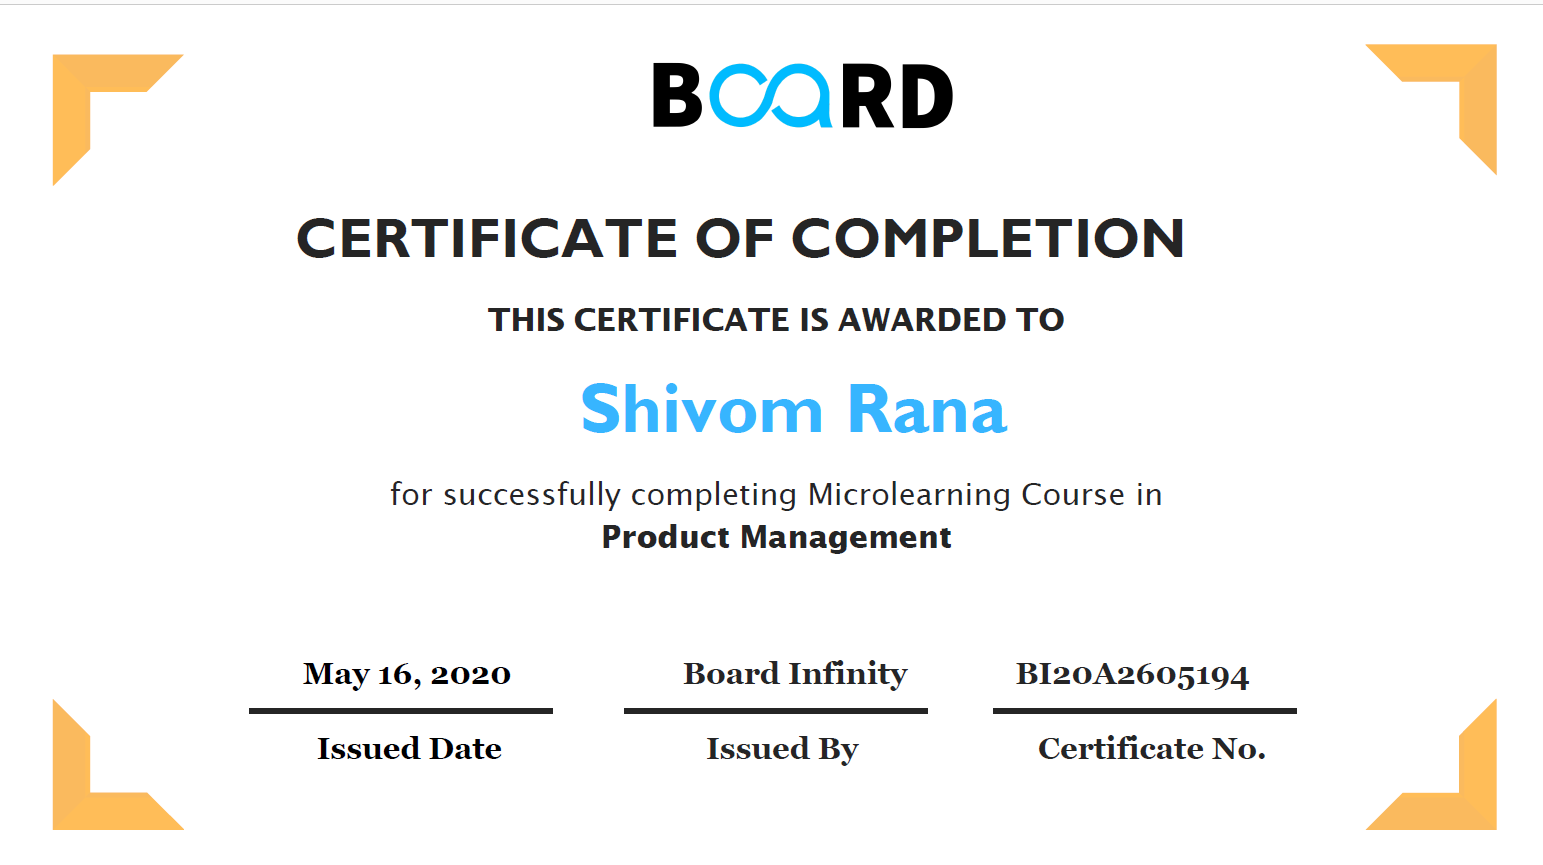 BOARD
CERTIFICATE OF COMPLETION
THIS CERTIFICATE IS AWARDED TO
Shivom Rana
for successfully completing Microlearning Course in
Product Management
May 16, 2020
Issued Date
Board Infinity
Issued By
BI20A2605194
Certificate No.